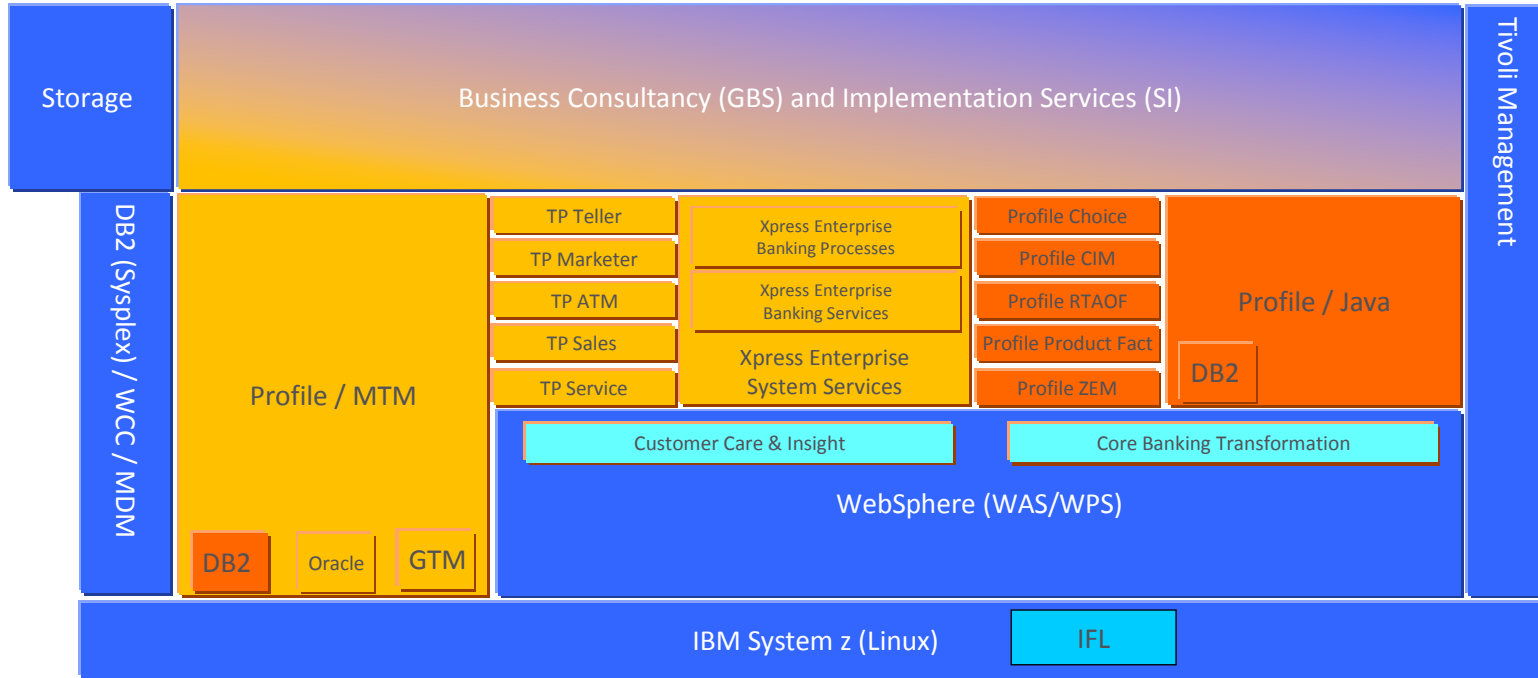 Storage
Business Consultancy (GBS) and Implementation Services (SI)
Tivoli Management
DB2 (Sysplex) / WCC / MDM
Profile / MTM
DB2
Oracle
GTM
TP Teller
TP Marketer
TP ATM
TP Sales
TP Service
Xpress Enterprise
Banking Processes
Xpress Enterprise
Banking Services
Xpress Enterprise
System Services
Profile Choice
Profile CIM
Profile RTAOF
Profile Product Fact
Profile ZEM
Profile / Java
DB2
Customer Care & Insight
Core Banking Transformation
WebSphere (WAS/WPS)
IBM System z (Linux)
IFL